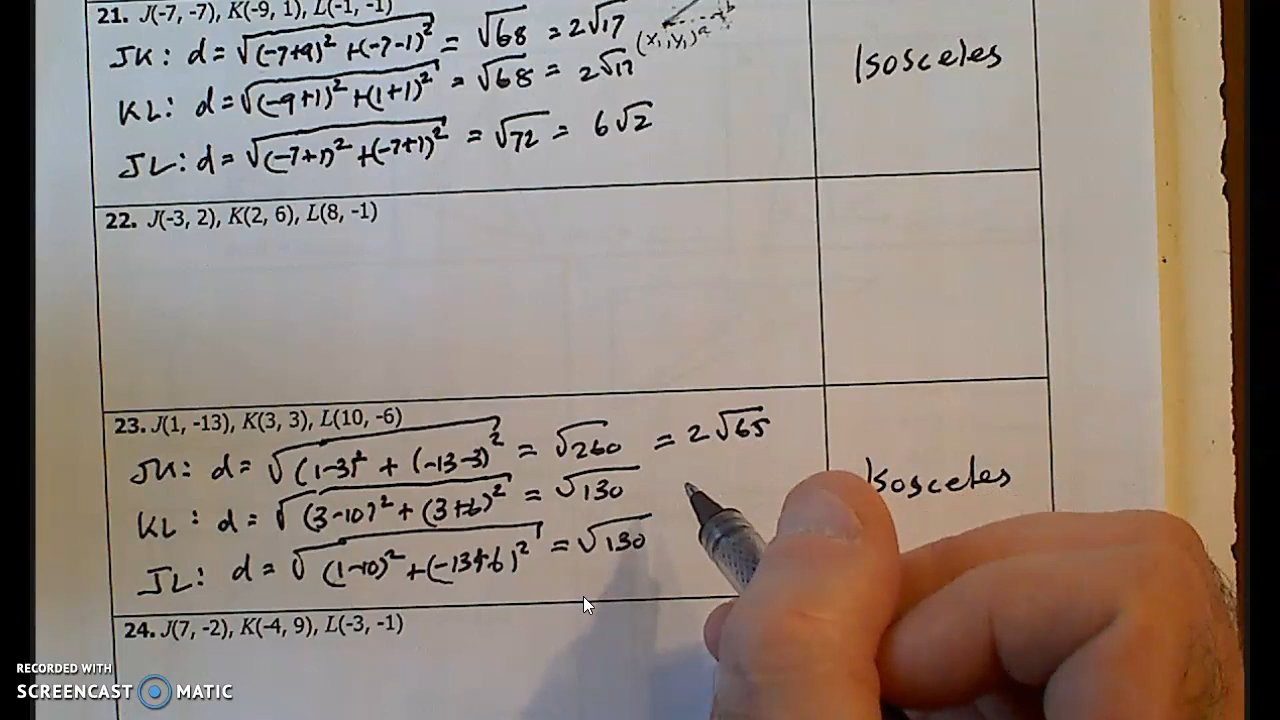 21. J(-7, -7), K(-9, 1), L(-1, -1)
JK: d = √(-7+9)² + (-7-1)² = √68 = 2√17
(x₁, y₁) a b
KL: d = √(-9+1)² + (1+1)² = √68 = 2√17
JL: d = √(-7+1)² + (-7+1)² = √72 = 6√2
Isosceles
22. J(-3, 2), K(2, 6), L(8, -1)
23. J(1, -13), K(3, 3), L(10, -6)
JK: d = √(1-3)² + (-13-3)² = √260 = 2√65
KL: d = √(3-10)² + (3+6)² = √130
JL: d = √(1-10)² + (-13+6)² = √130
Isosceles
24. J(7, -2), K(-4, 9), L(-3, -1)
RECORDED WITH
SCREENCAST MATIC